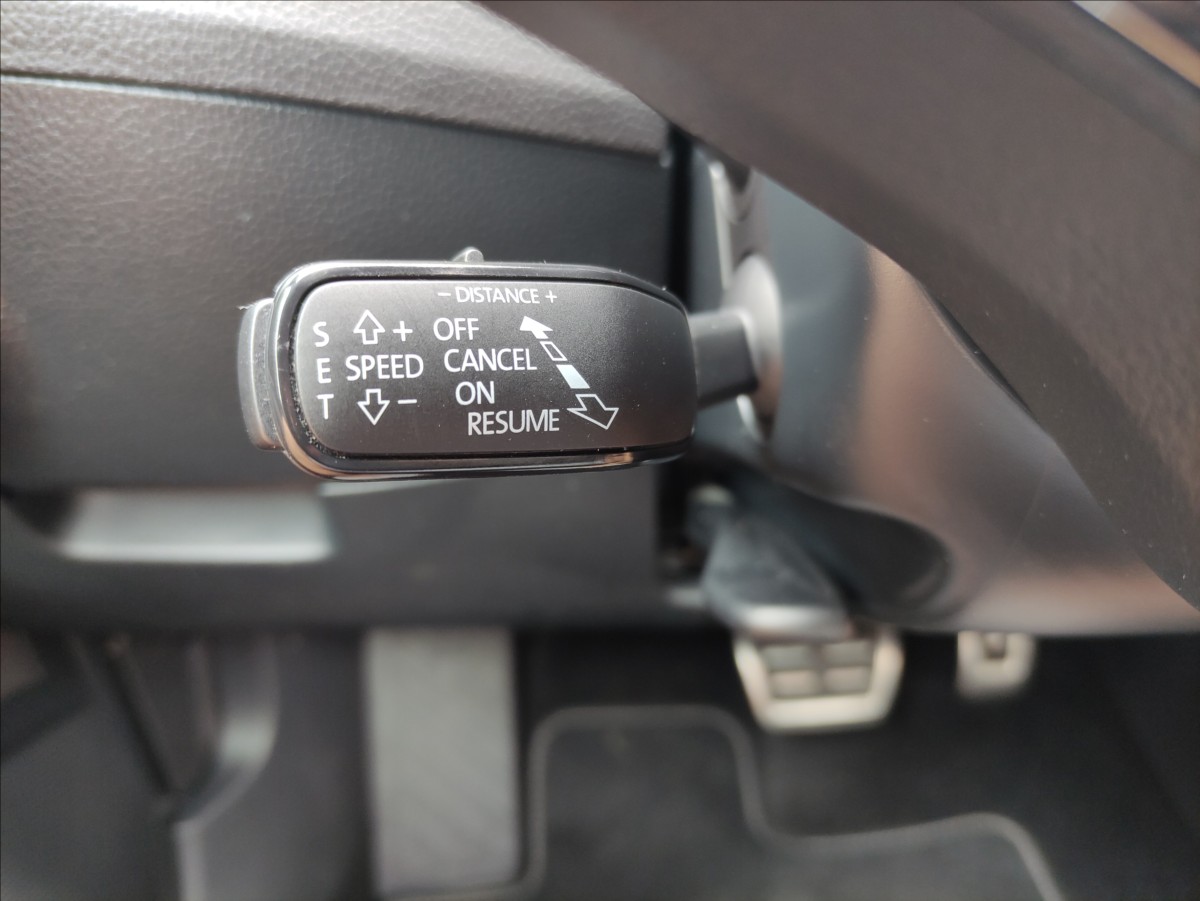 − DISTANCE +
S + OFF
E SPEED CANCEL
T − ON
RESUME